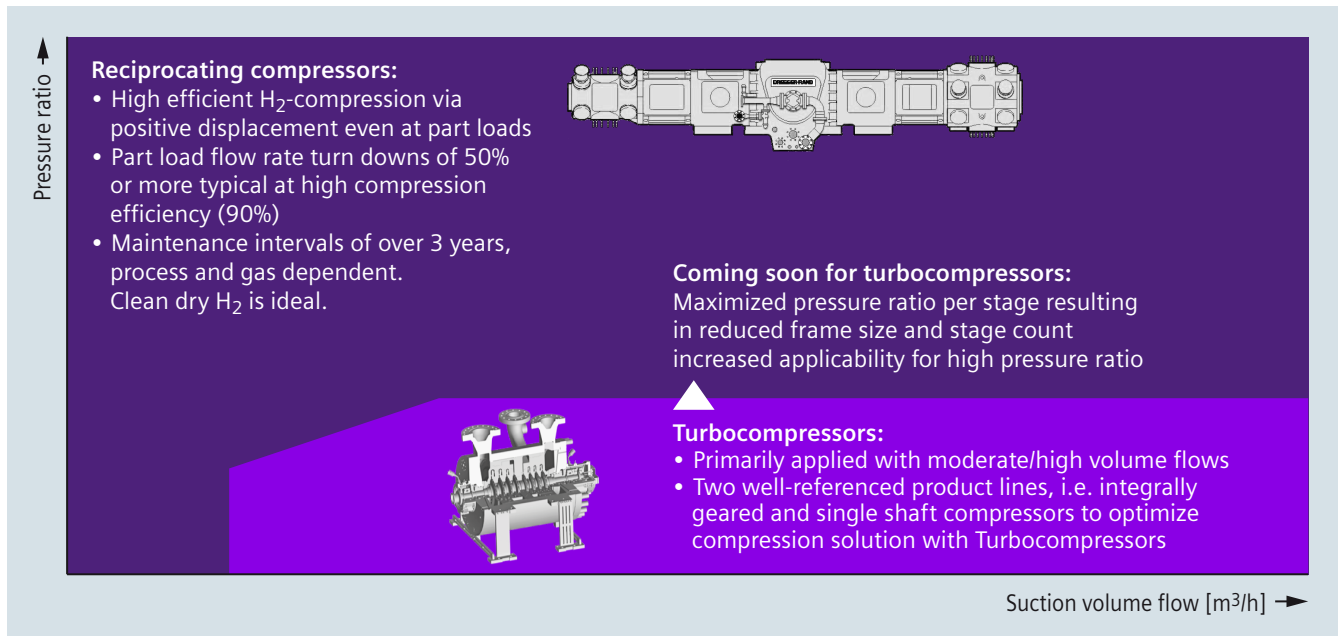 Pressure ratio
Reciprocating compressors:
• High efficient H2-compression via
positive displacement even at part loads
• Part load flow rate turn downs of 50%
or more typical at high compression
efficiency (90%)
• Maintenance intervals of over 3 years,
process and gas dependent.
Clean dry H2 is ideal.
DRESSER-RAND
Coming soon for turbocompressors:
Maximized pressure ratio per stage resulting
in reduced frame size and stage count
increased applicability for high pressure ratio
Turbocompressors:
• Primarily applied with moderate/high volume flows
• Two well-referenced product lines, i.e. integrally
geared and single shaft compressors to optimize
compression solution with Turbocompressors
Suction volume flow [m3/h]